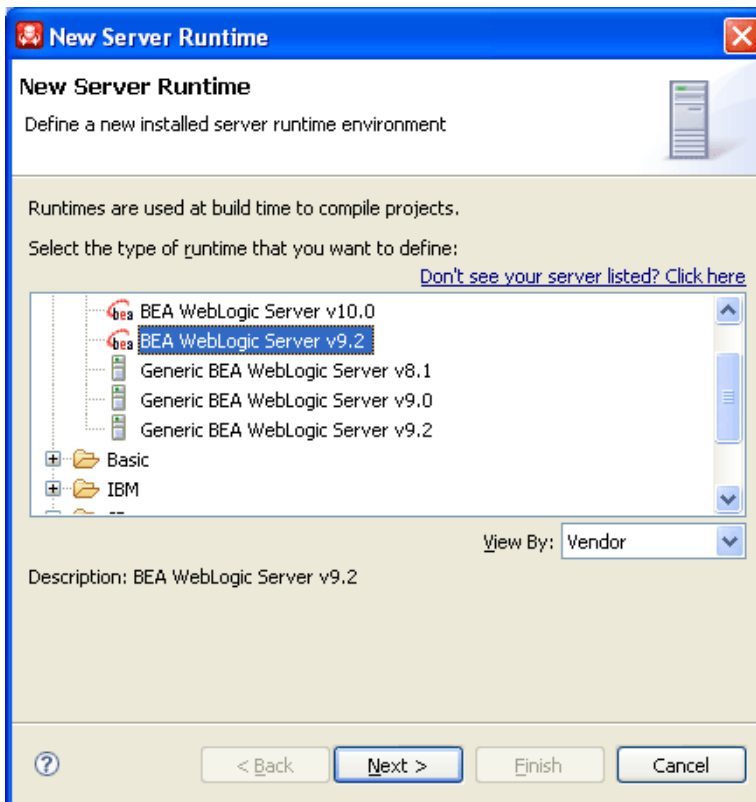 New Server Runtime
New Server Runtime
Define a new installed server runtime environment
Runtimes are used at build time to compile projects.
Select the type of runtime that you want to define:
Don't see your server listed? Click here
bea BEA WebLogic Server v10.0
bea BEA WebLogic Server v9.2
Generic BEA WebLogic Server v8.1
Generic BEA WebLogic Server v9.0
Generic BEA WebLogic Server v9.2
Basic
IBM
View By: Vendor
Description: BEA WebLogic Server v9.2
? < Back Next > Finish Cancel